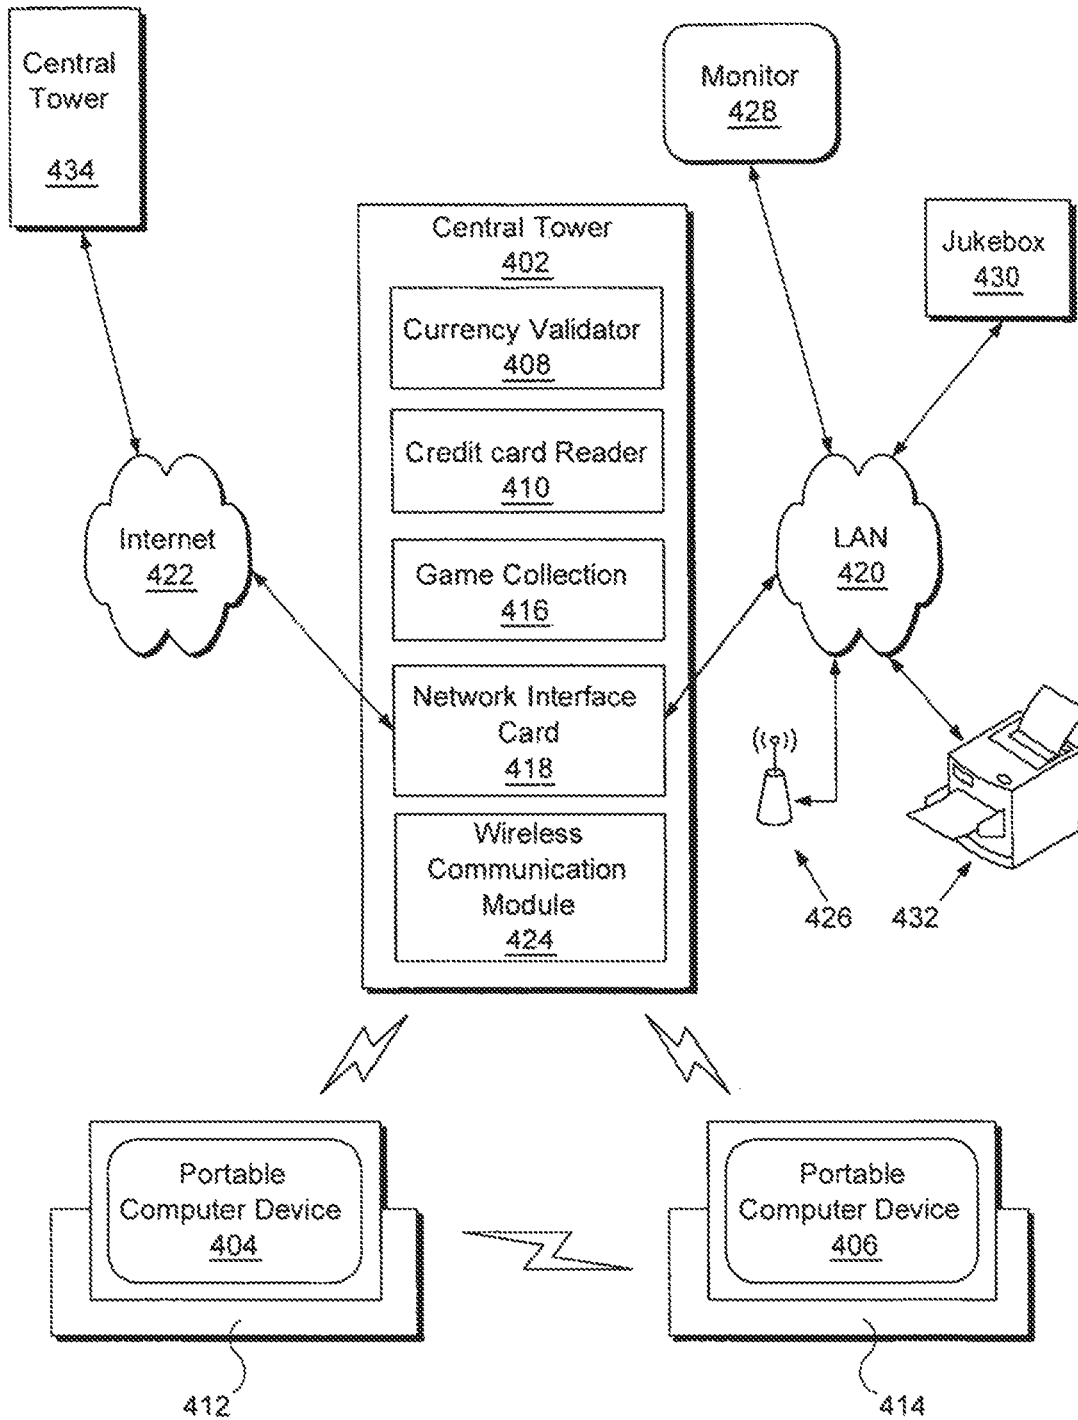 Central
Tower
434
Monitor
428
Central Tower
402
Jukebox
430
Currency Validator
408
Credit card Reader
410
Internet
422
Game Collection
416
LAN
420
Network Interface
Card
418
Wireless
Communication
Module
424
426
432
Portable
Computer Device
404
Portable
Computer Device
406
412
414